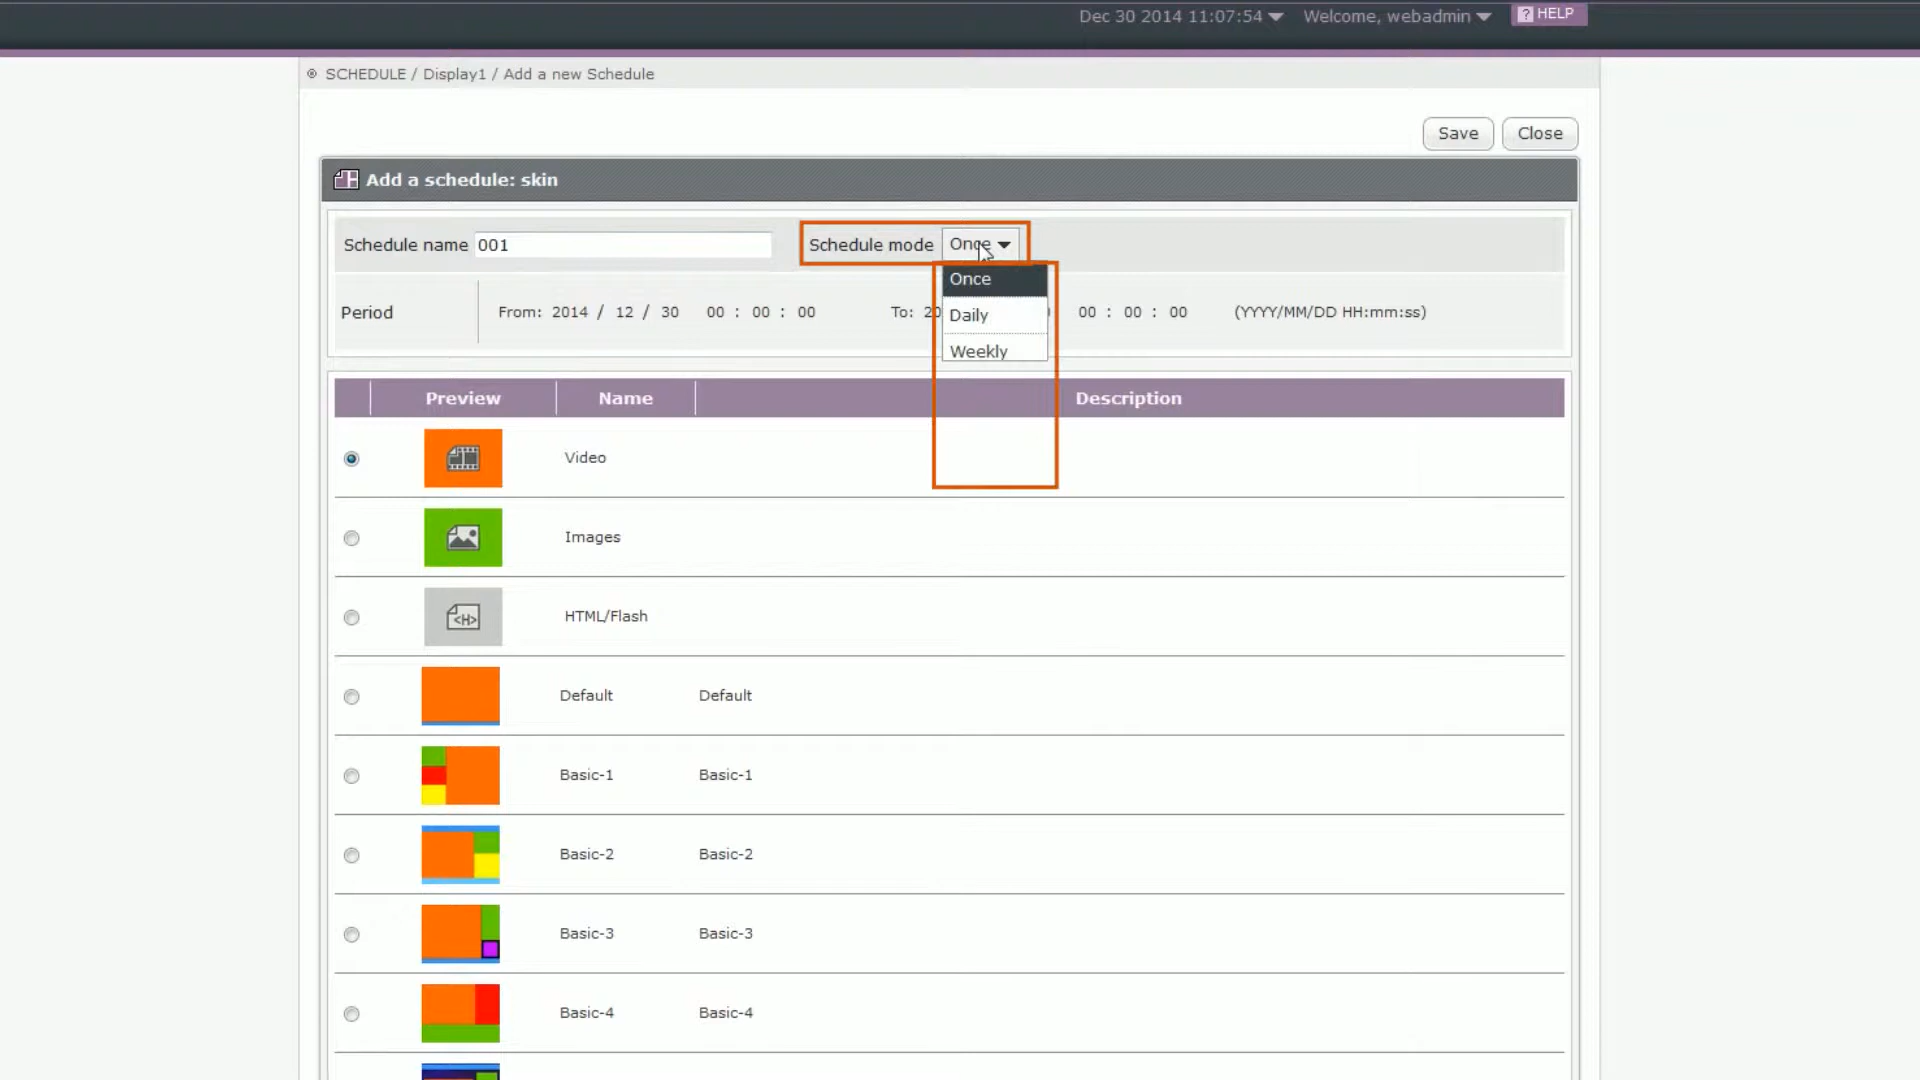 Dec 30 2014 11:07:54 Welcome, webadmin ? HELP
SCHEDULE / Display1 / Add a new Schedule
Save Close
Add a schedule: skin
Schedule name 001 Schedule mode Once
Once
Daily
Weekly
Period From: 2014 / 12 / 30 00 : 00 : 00 To: 20 00 : 00 : 00 (YYYY/MM/DD HH:mm:ss)
Preview Name Description
Video
Images
<H> HTML/Flash
Default Default
Basic-1 Basic-1
Basic-2 Basic-2
Basic-3 Basic-3
Basic-4 Basic-4